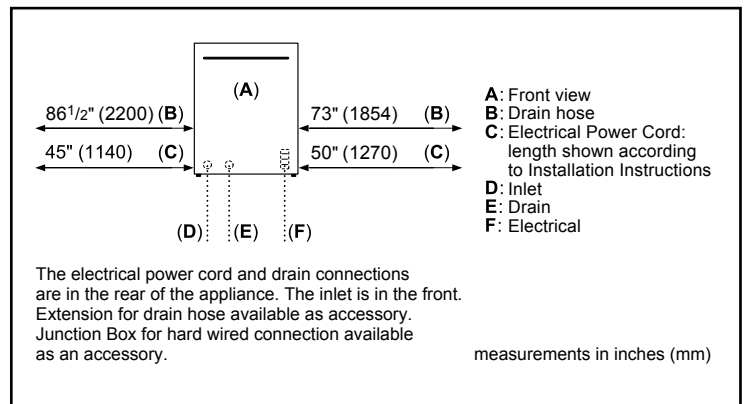 (A)
86 1/2" (2200) (B)
73" (1854) (B)
45" (1140) (C)
50" (1270) (C)
(D) (E) (F)
A: Front view
B: Drain hose
C: Electrical Power Cord:
length shown according
to Installation Instructions
D: Inlet
E: Drain
F: Electrical
The electrical power cord and drain connections
are in the rear of the appliance. The inlet is in the front.
Extension for drain hose available as accessory.
Junction Box for hard wired connection available
as an accessory.
measurements in inches (mm)